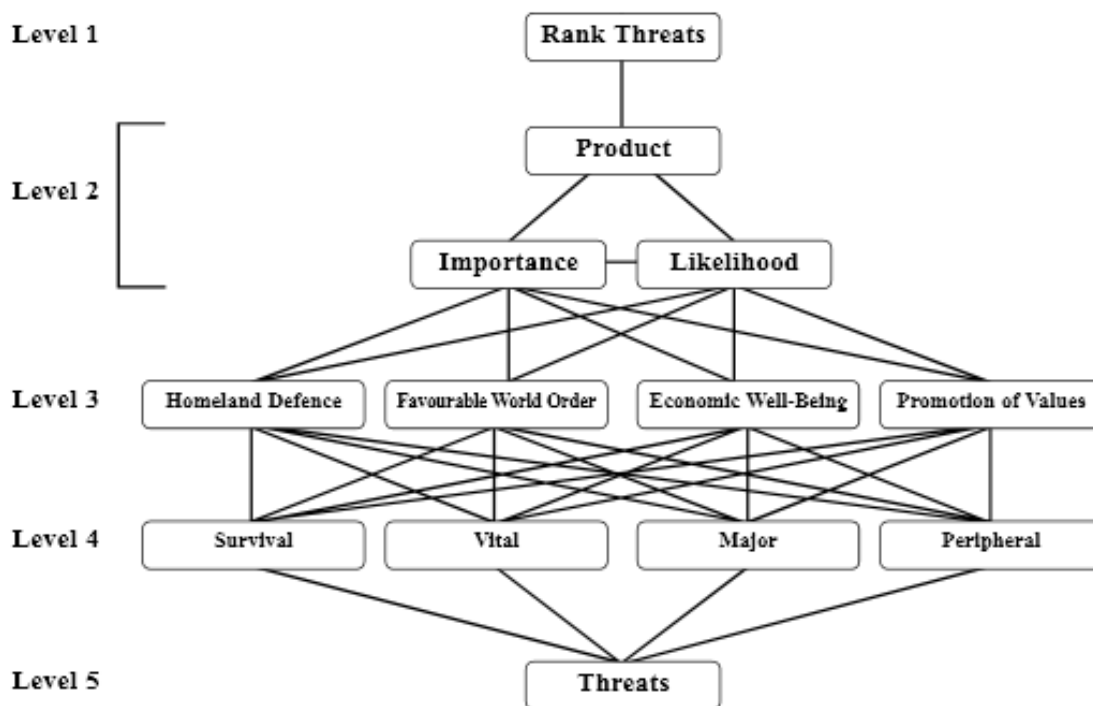 Level 1
Rank Threats
Product
Level 2
Importance
Likelihood
Level 3
Homeland Defence
Favourable World Order
Economic Well-Being
Promotion of Values
Level 4
Survival
Vital
Major
Peripheral
Level 5
Threats